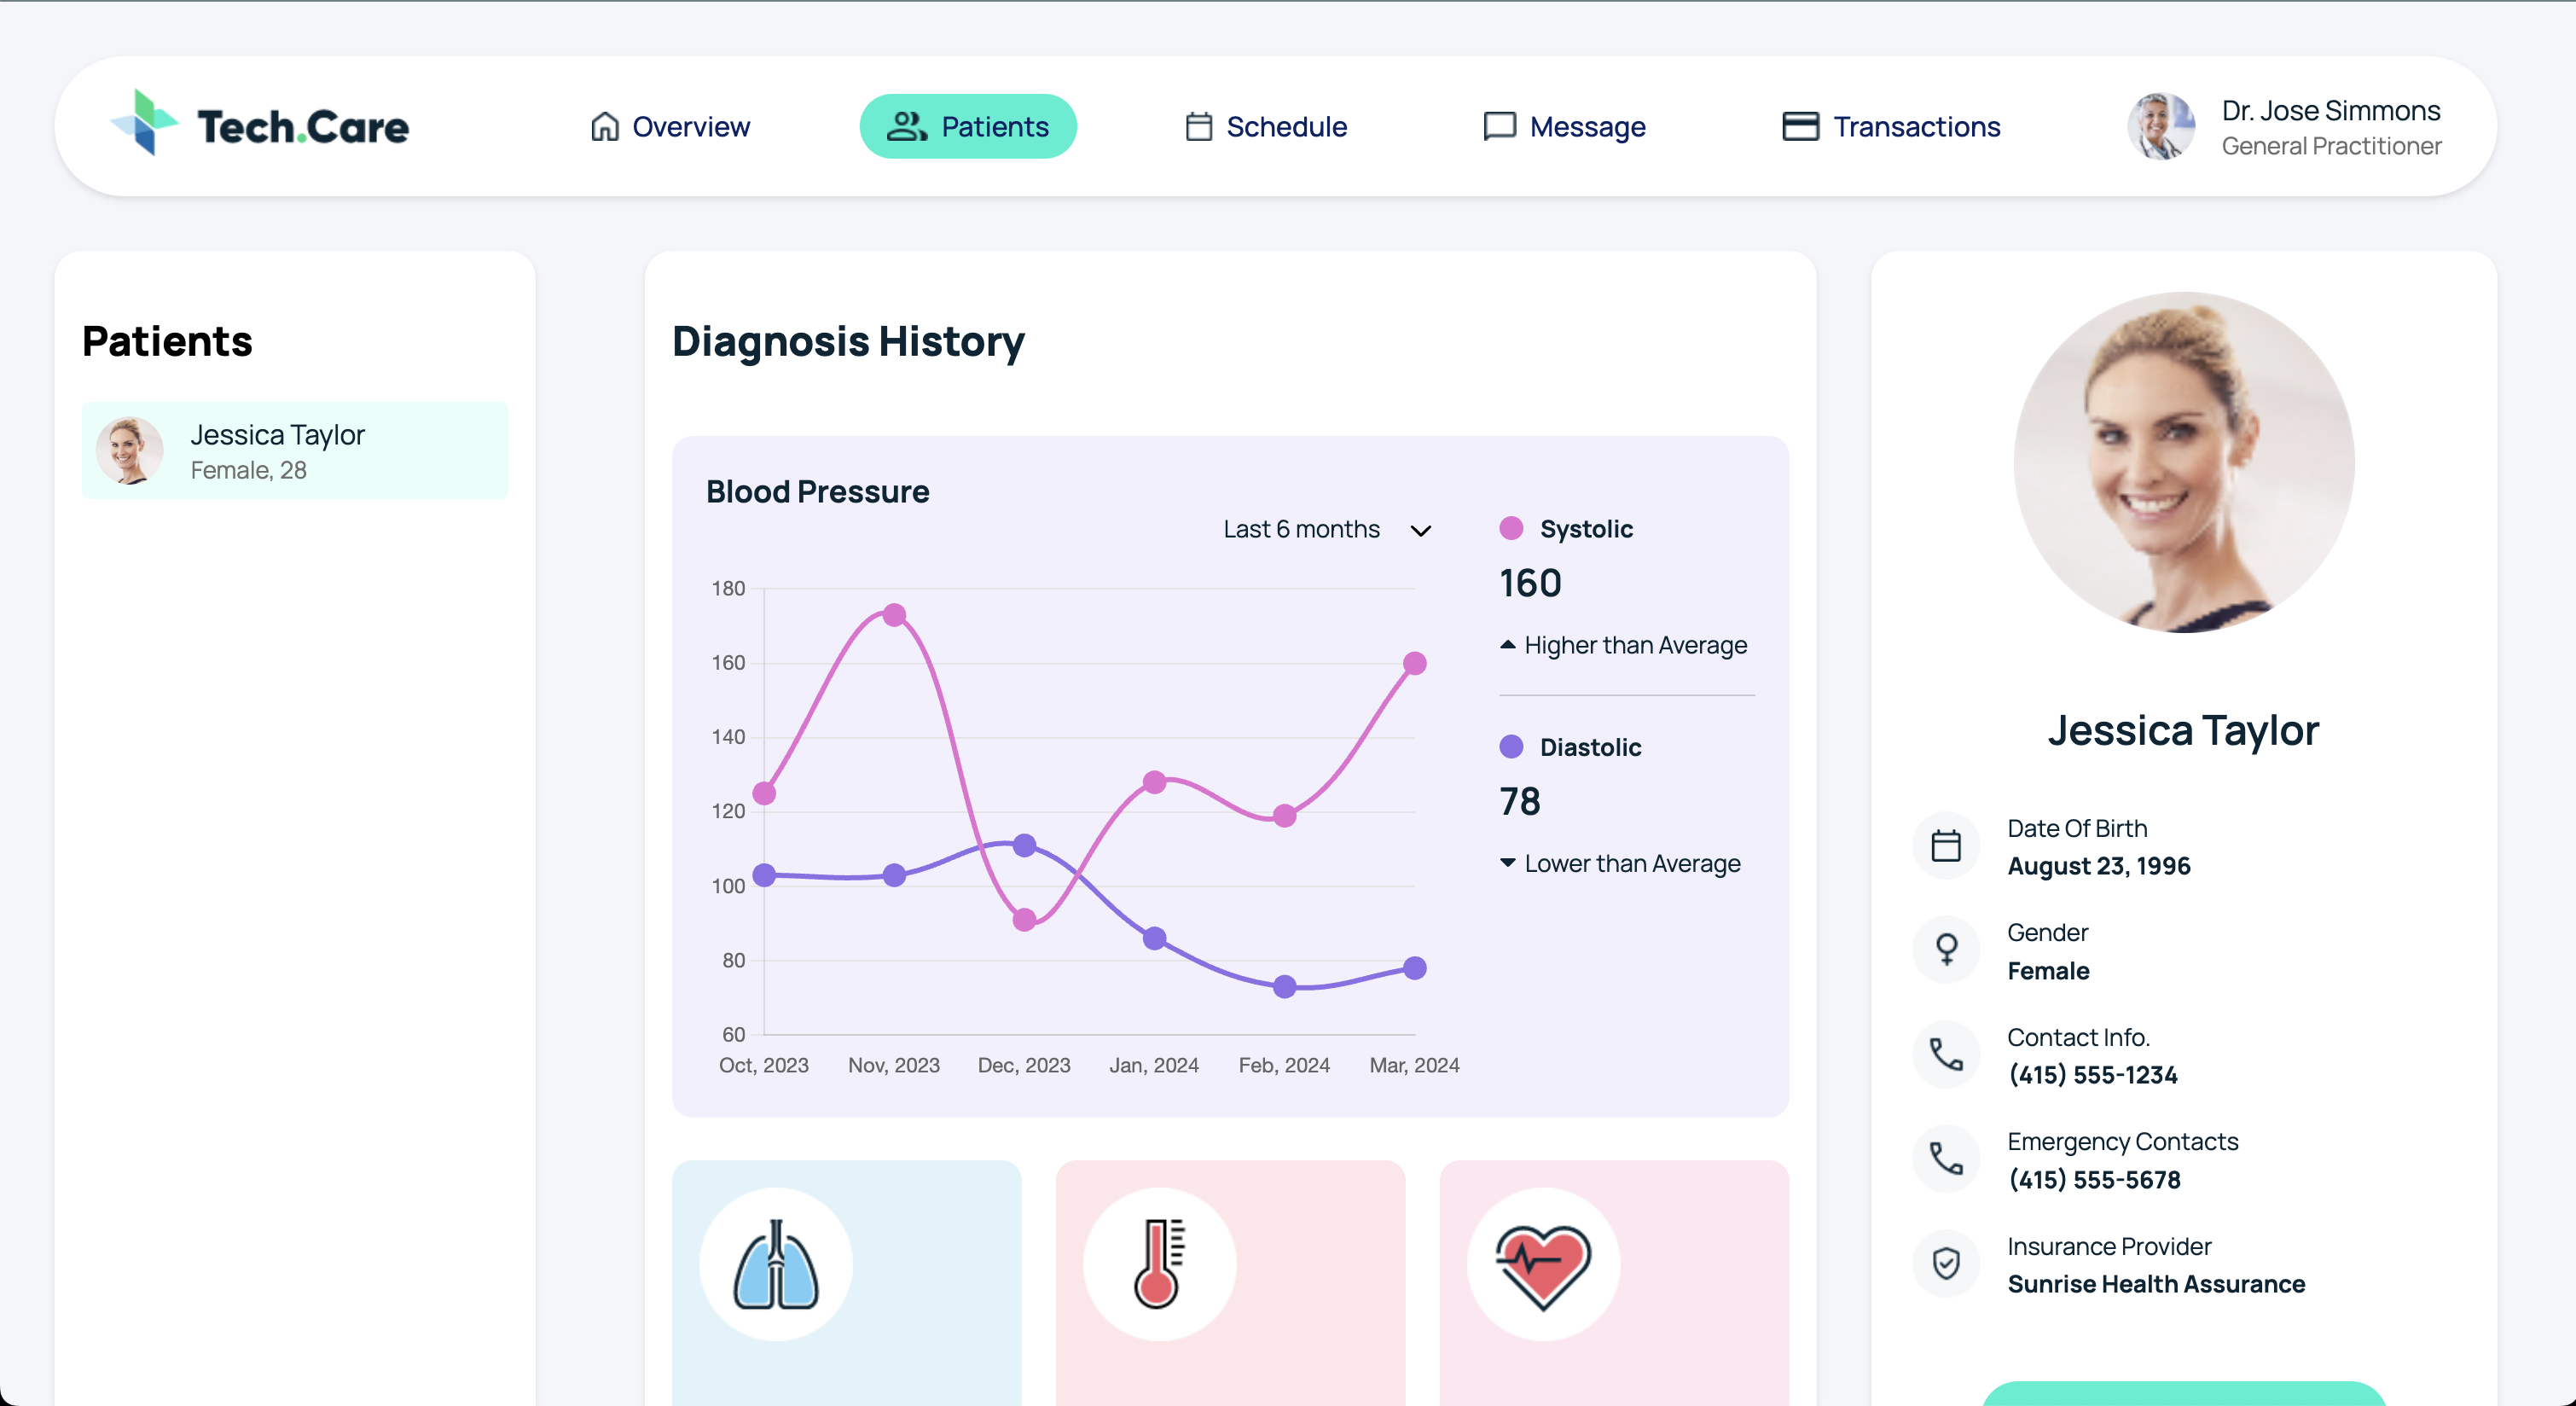 Tech.Care
Overview
Patients
Schedule
Message
Transactions
Dr. Jose Simmons
General Practitioner
Patients
Jessica Taylor
Female, 28
Diagnosis History
Blood Pressure
Last 6 months
180
160
140
120
100
80
60
Oct, 2023
Nov, 2023
Dec, 2023
Jan, 2024
Feb, 2024
Mar, 2024
Systolic
160
Higher than Average
Diastolic
78
Lower than Average
Jessica Taylor
Date Of Birth
August 23, 1996
Gender
Female
Contact Info.
(415) 555-1234
Emergency Contacts
(415) 555-5678
Insurance Provider
Sunrise Health Assurance